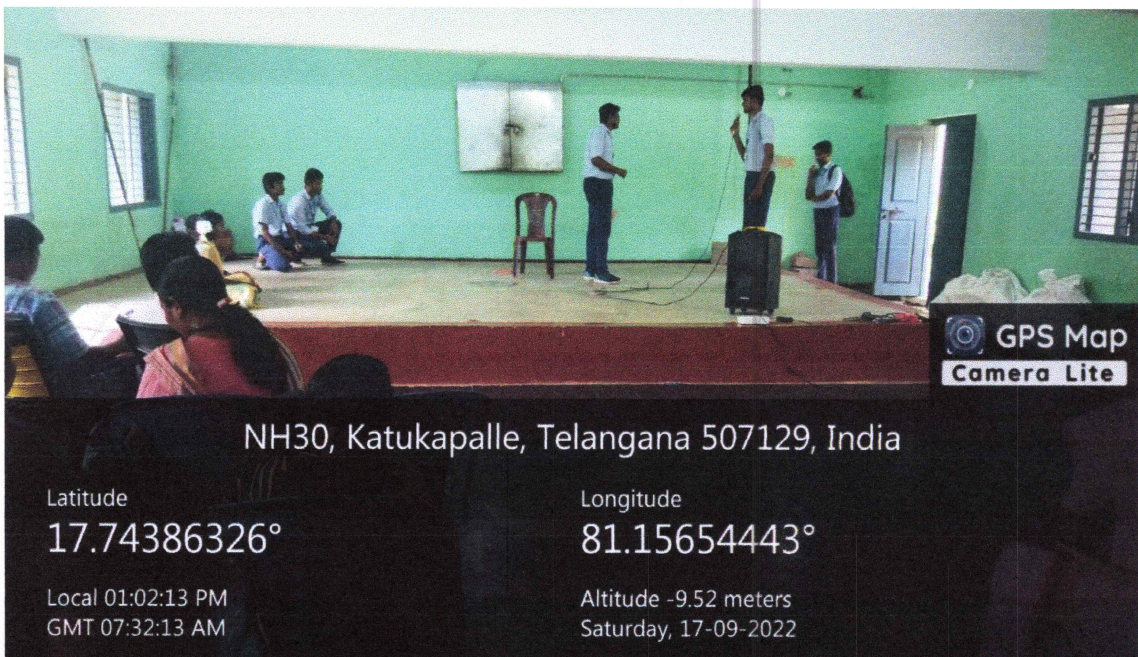 GPS Map
Camera Lite
NH30, Katukapalle, Telangana 507129, India
Latitude
17.74386326°
Longitude
81.15654443°
Local 01:02:13 PM
GMT 07:32:13 AM
Altitude -9.52 meters
Saturday, 17-09-2022